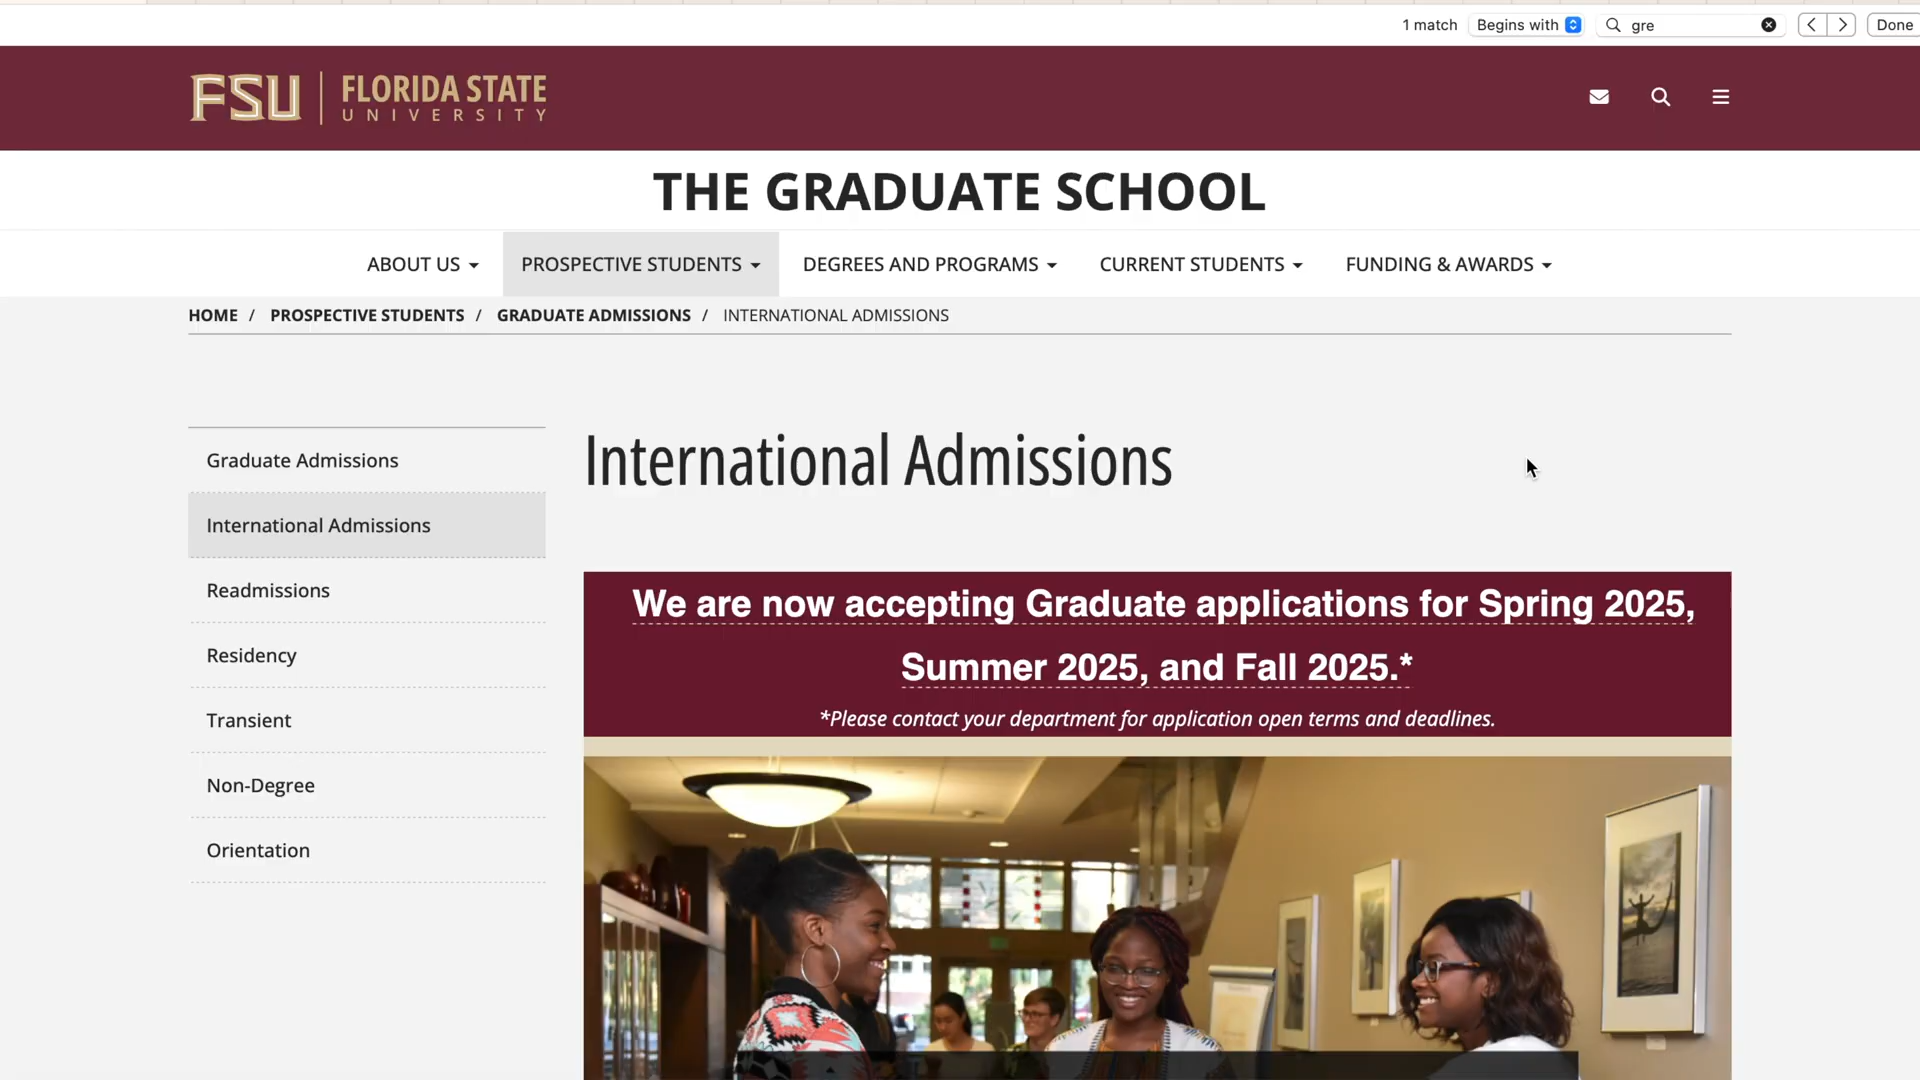 1 match Begins with gre Done
FSU FLORIDA STATE
UNIVERSITY
THE GRADUATE SCHOOL
ABOUT US PROSPECTIVE STUDENTS DEGREES AND PROGRAMS CURRENT STUDENTS FUNDING & AWARDS
HOME / PROSPECTIVE STUDENTS / GRADUATE ADMISSIONS / INTERNATIONAL ADMISSIONS
Graduate Admissions
International Admissions
Readmissions
Residency
Transient
Non-Degree
Orientation
International Admissions
We are now accepting Graduate applications for Spring 2025,
Summer 2025, and Fall 2025.*
*Please contact your department for application open terms and deadlines.